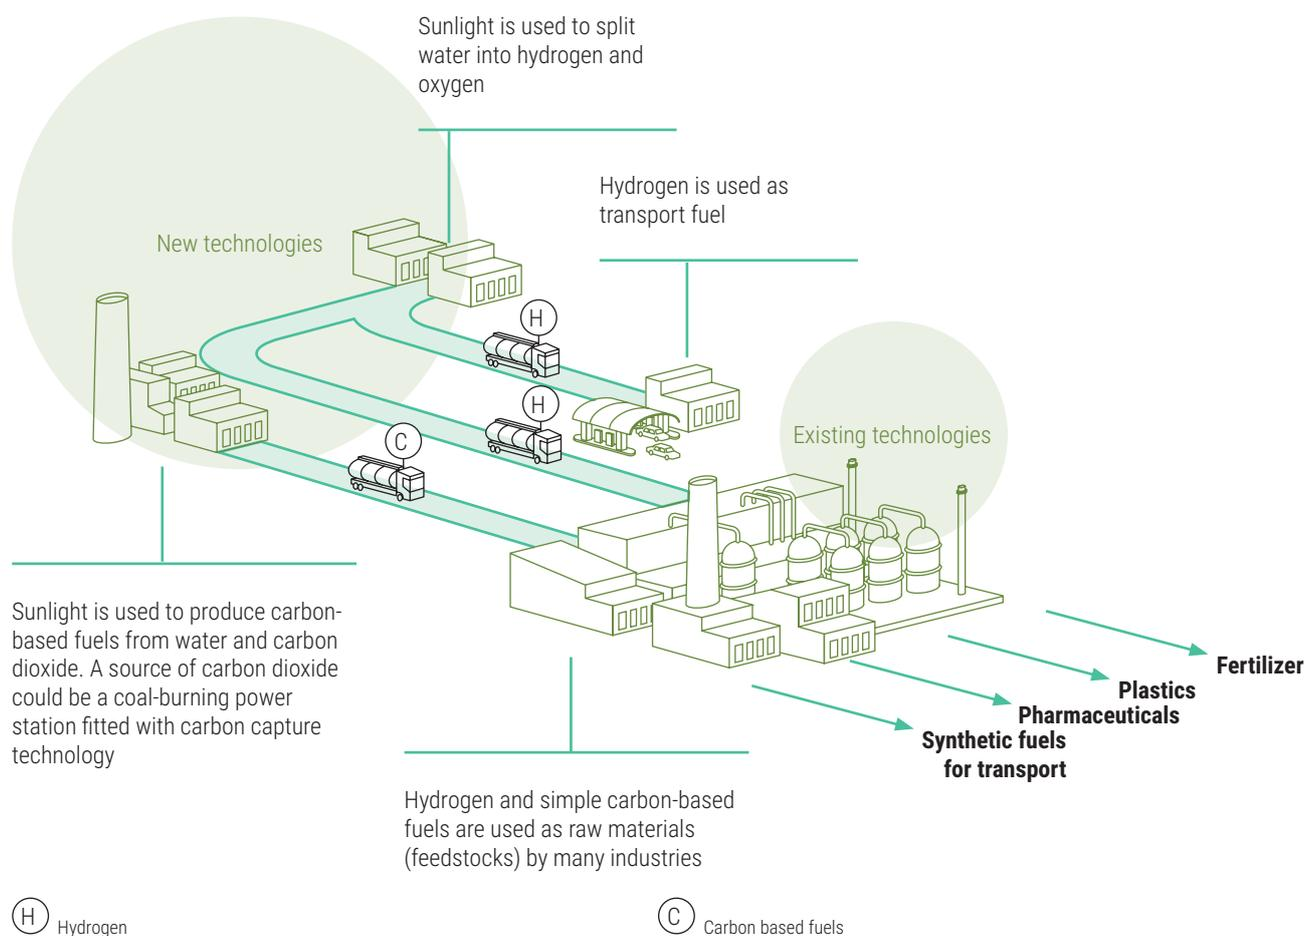 Sunlight is used to split
water into hydrogen and
oxygen
Hydrogen is used as
transport fuel
New technologies
H
Existing technologies
H
C
Sunlight is used to produce carbon-
based fuels from water and carbon
dioxide. A source of carbon dioxide
could be a coal-burning power
station fitted with carbon capture
technology
Fertilizer
Plastics
Pharmaceuticals
Synthetic fuels
for transport
Hydrogen and simple carbon-based
fuels are used as raw materials
(feedstocks) by many industries
H Hydrogen
C Carbon based fuels